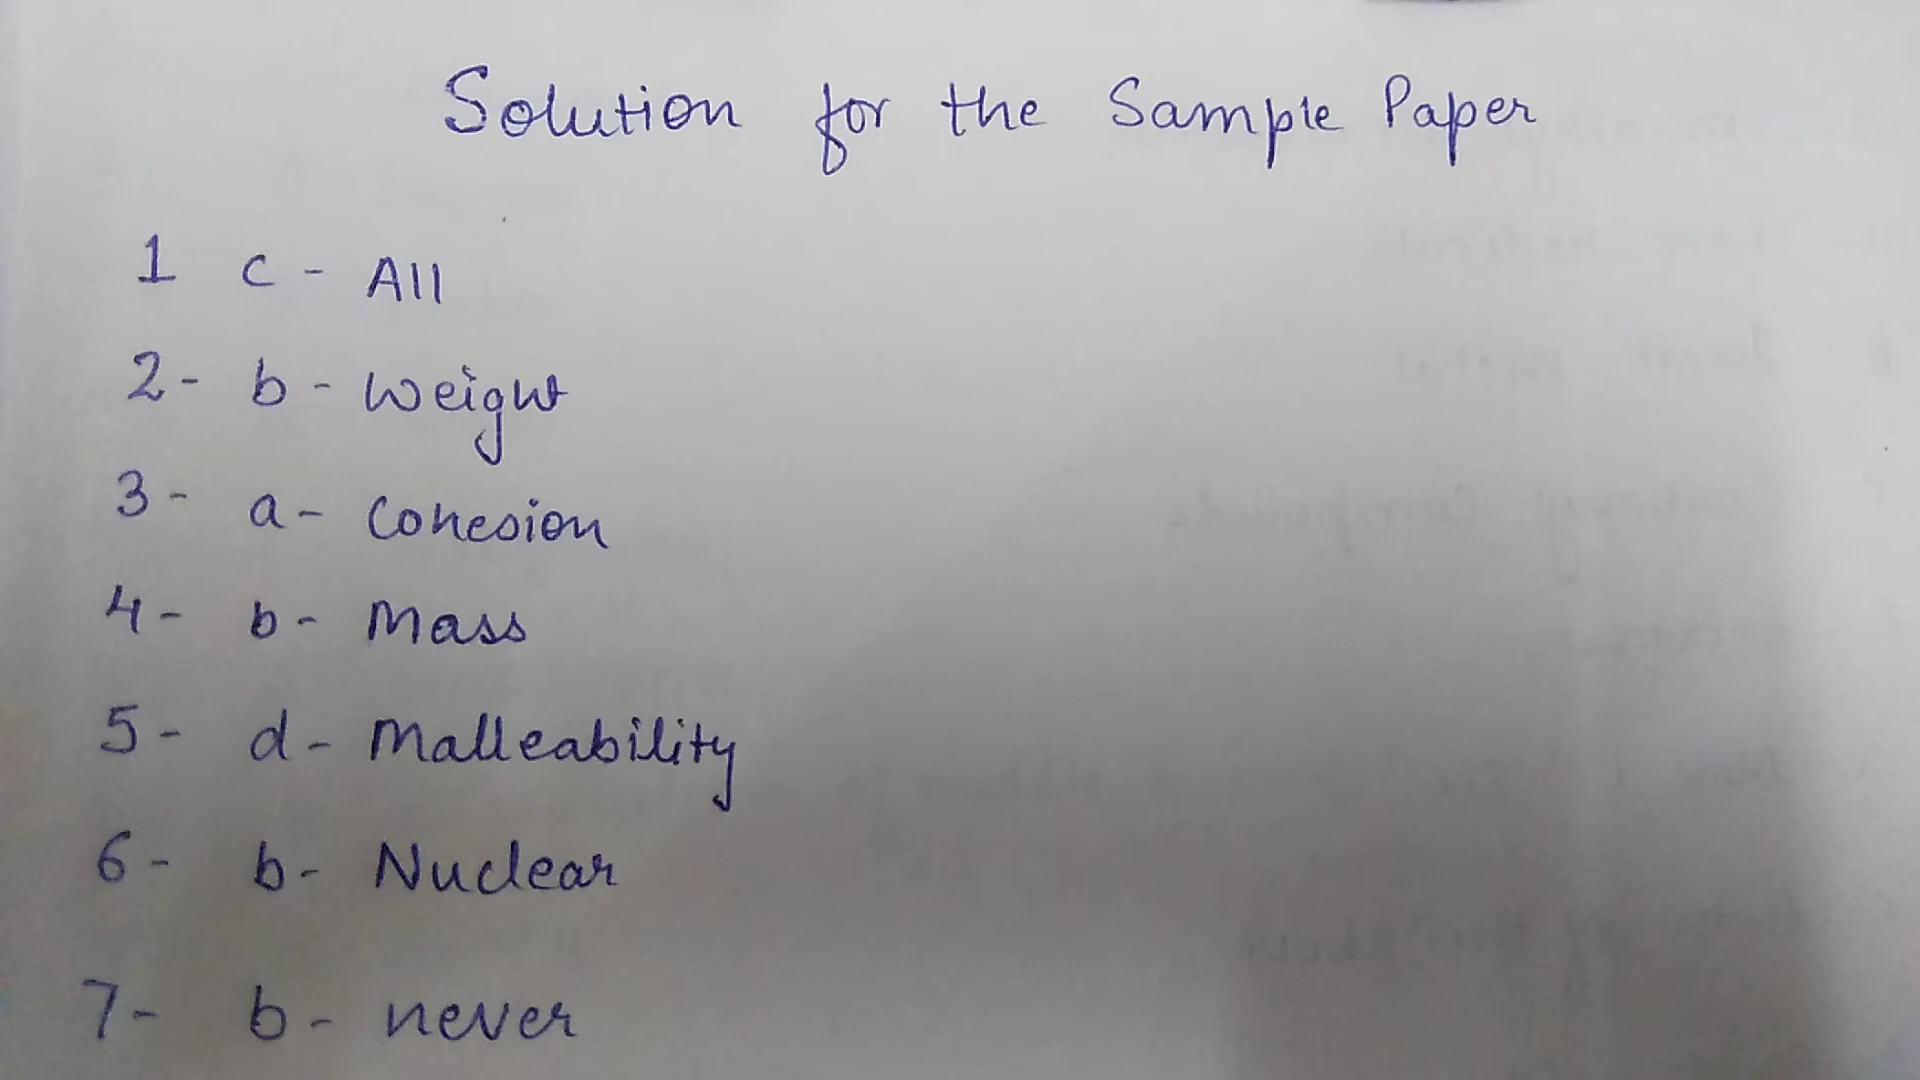 Solution for the Sample Paper
1 c - All
2 - b - Weight
3 - a - Cohesion
4 - b - Mass
5 - d - Malleability
6 - b - Nuclear
7 - b - never